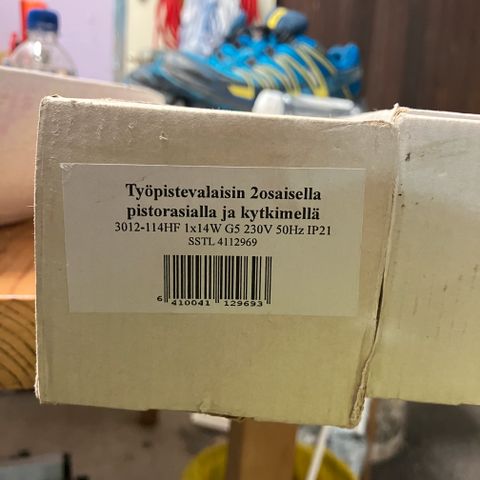 Työpistevalaisin 2osaisella
pistorasialla ja kytkimellä
3012-114HF 1x14W G5 230V 50Hz IP21
SSTL 4112969
6 410041 129693